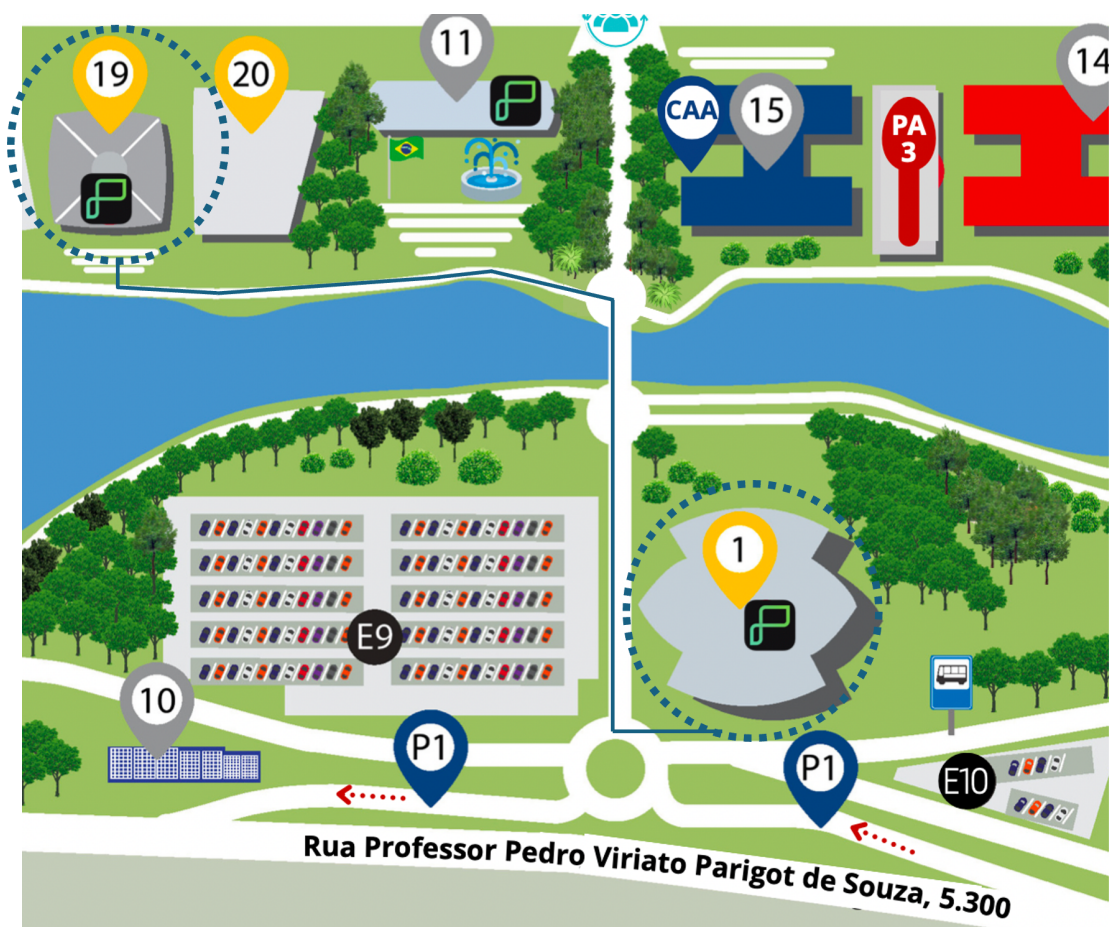 11
14
19
20
CAA
15
PA
3
1
E9
10
P1
P1
E10
Rua Professor Pedro Viriato Parigot de Souza, 5.300